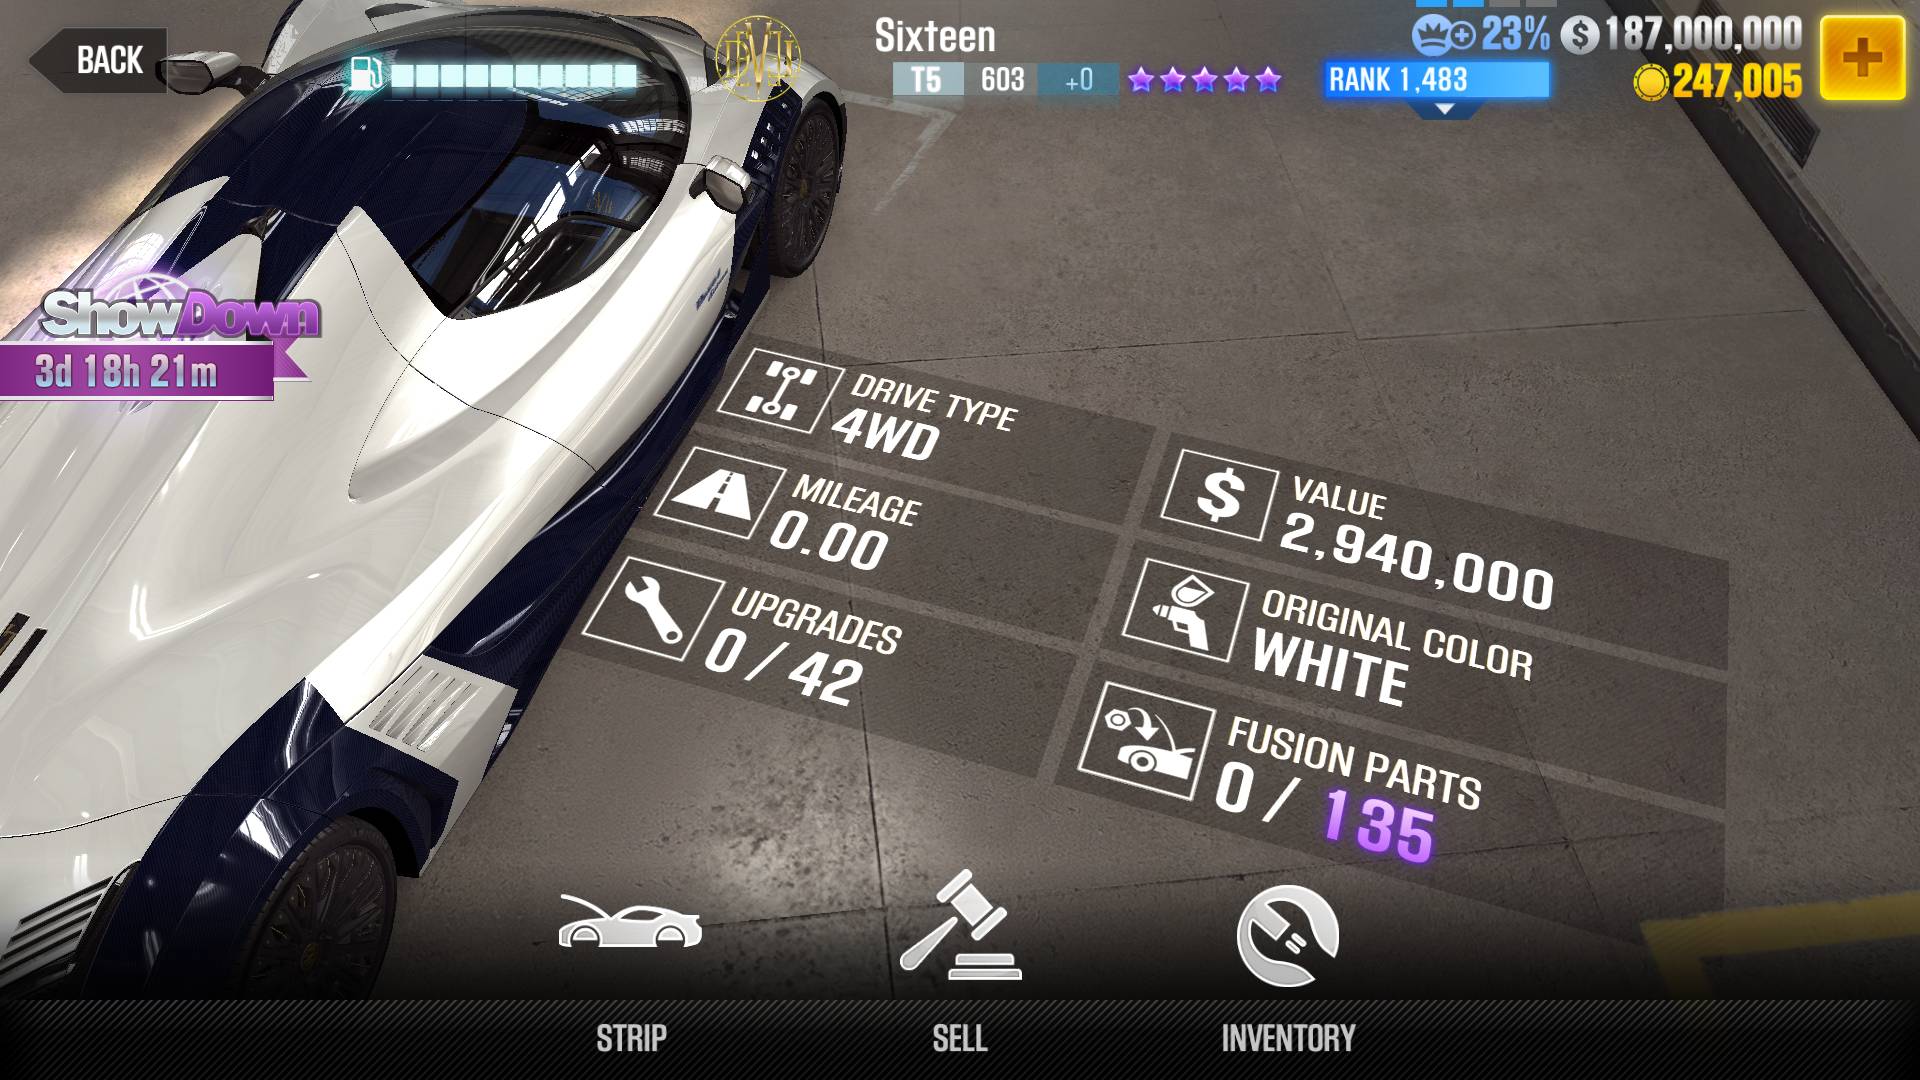 BACK
Sixteen
T5 603 +0
23%
187,000,000
RANK 1,483
247,005
ShowDown
3d 18h 21m
DRIVE TYPE
4WD
MILEAGE
0.00
UPGRADES
0 / 42
VALUE
2,940,000
ORIGINAL COLOR
WHITE
FUSION PARTS
0 / 135
STRIP
SELL
INVENTORY